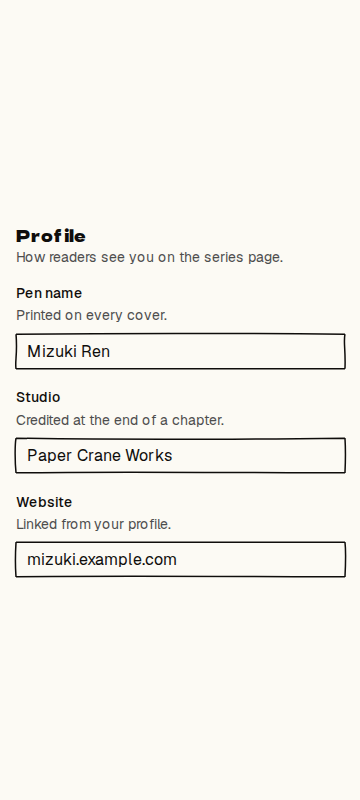 Profile
How readers see you on the series page.
Pen name
Printed on every cover.
Mizuki Ren
Studio
Credited at the end of a chapter.
Paper Crane Works
Website
Linked from your profile.
mizuki.example.com